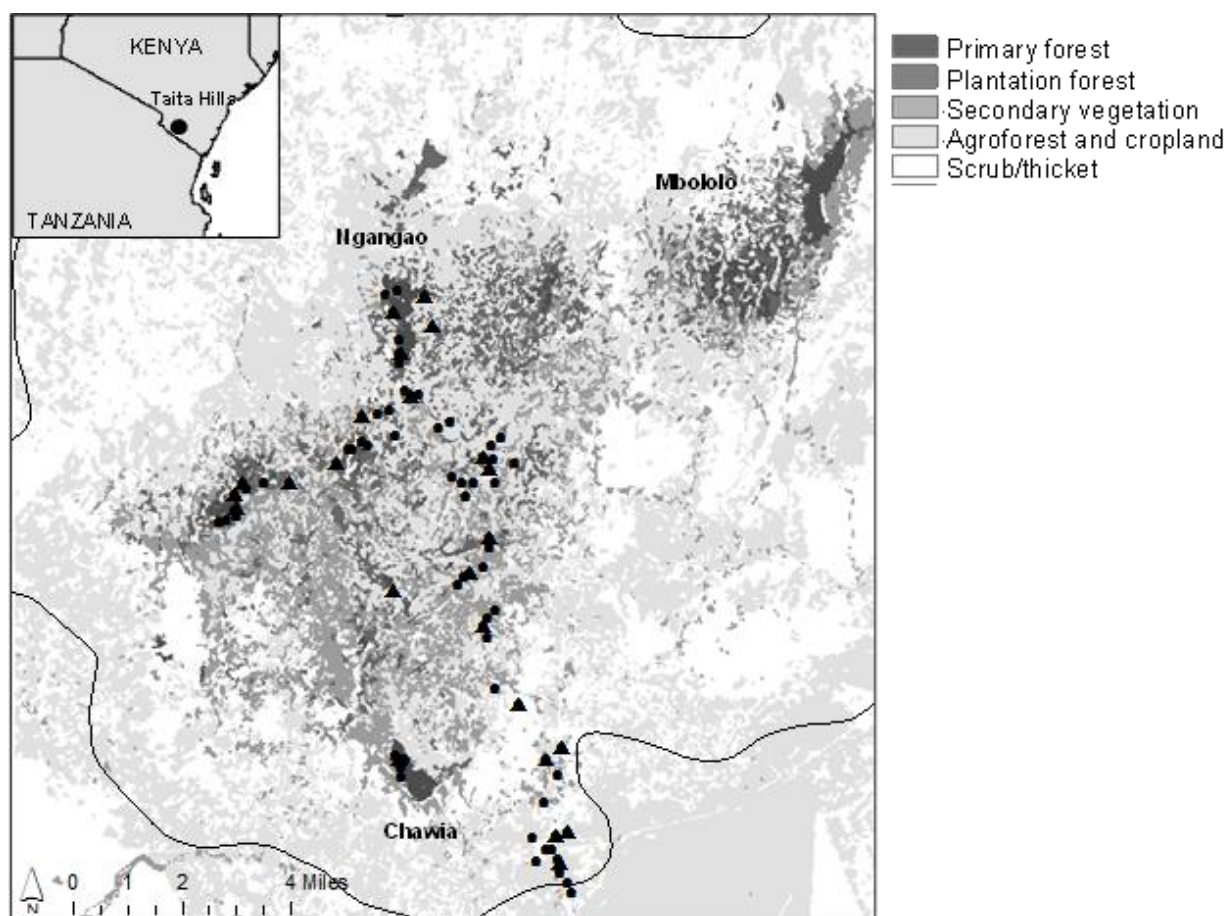 KENYA
Taita Hills
TANZANIA
Primary forest
Plantation forest
Secondary vegetation
Agroforest and cropland
Scrub/thicket
Mbololo
Ngangao
Chawia
N
0 1 2 4 Miles